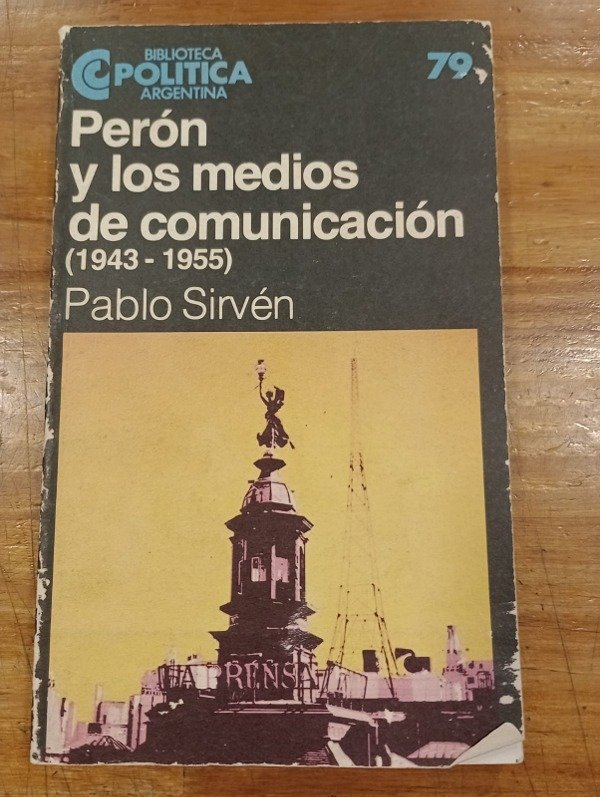 BIBLIOTECA
POLITICA
ARGENTINA
79
Perón
y los medios
de comunicación
(1943 - 1955)
Pablo Sirvén
LA PRENSA